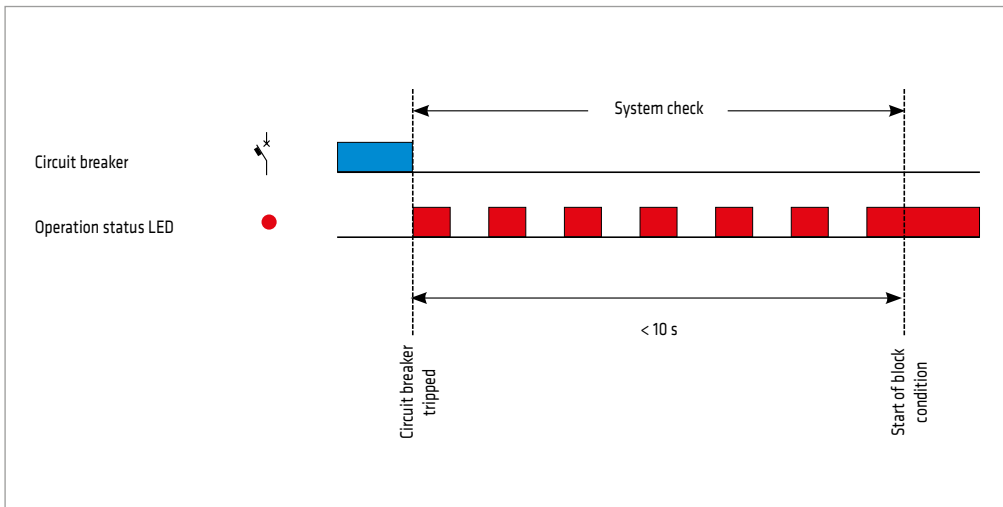 System check
Circuit breaker
Operation status LED
< 10 s
Circuit breaker
tripped
Start of block
condition